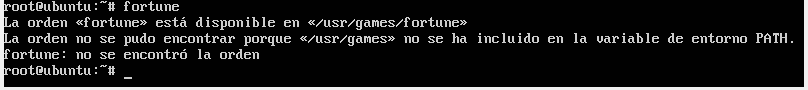 root@ubuntu:~# fortune
La orden «fortune» está disponible en «/usr/games/fortune»
La orden no se pudo encontrar porque «/usr/games» no se ha incluido en la variable de entorno PATH.
fortune: no se encontró la orden
root@ubuntu:~# _